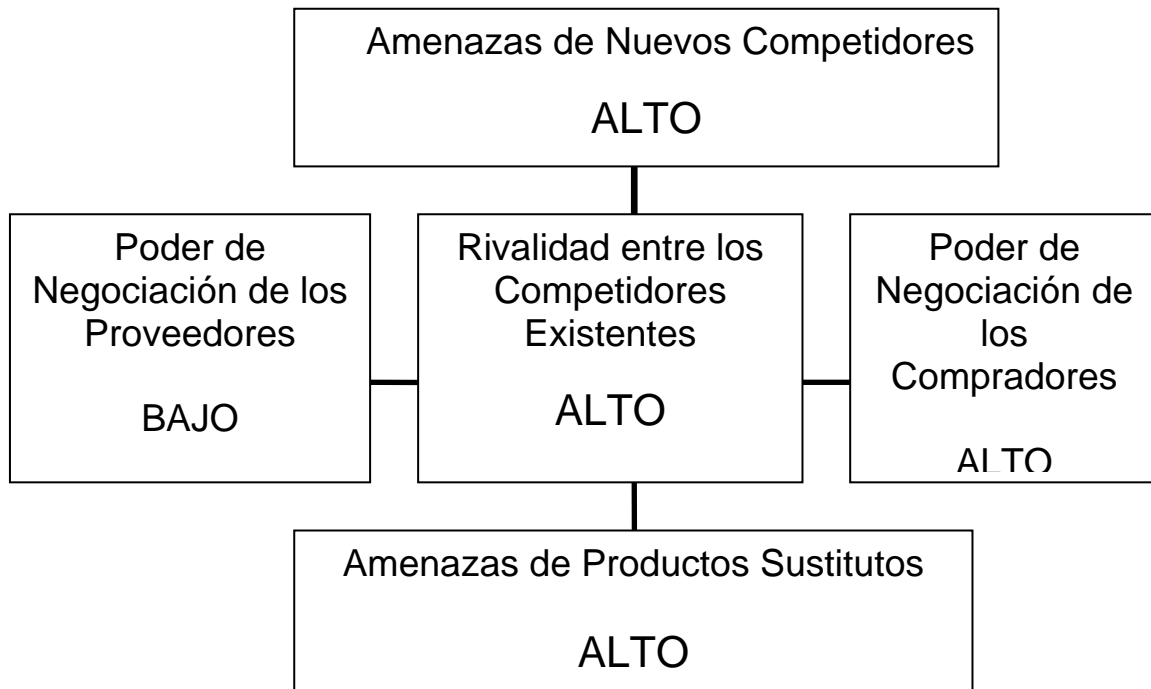 Amenazas de Nuevos Competidores
ALTO
Poder de
Negociación de los
Proveedores
BAJO
Rivalidad entre los
Competidores
Existentes
ALTO
Poder de
Negociación de
los
Compradores
ALTO
Amenazas de Productos Sustitutos
ALTO